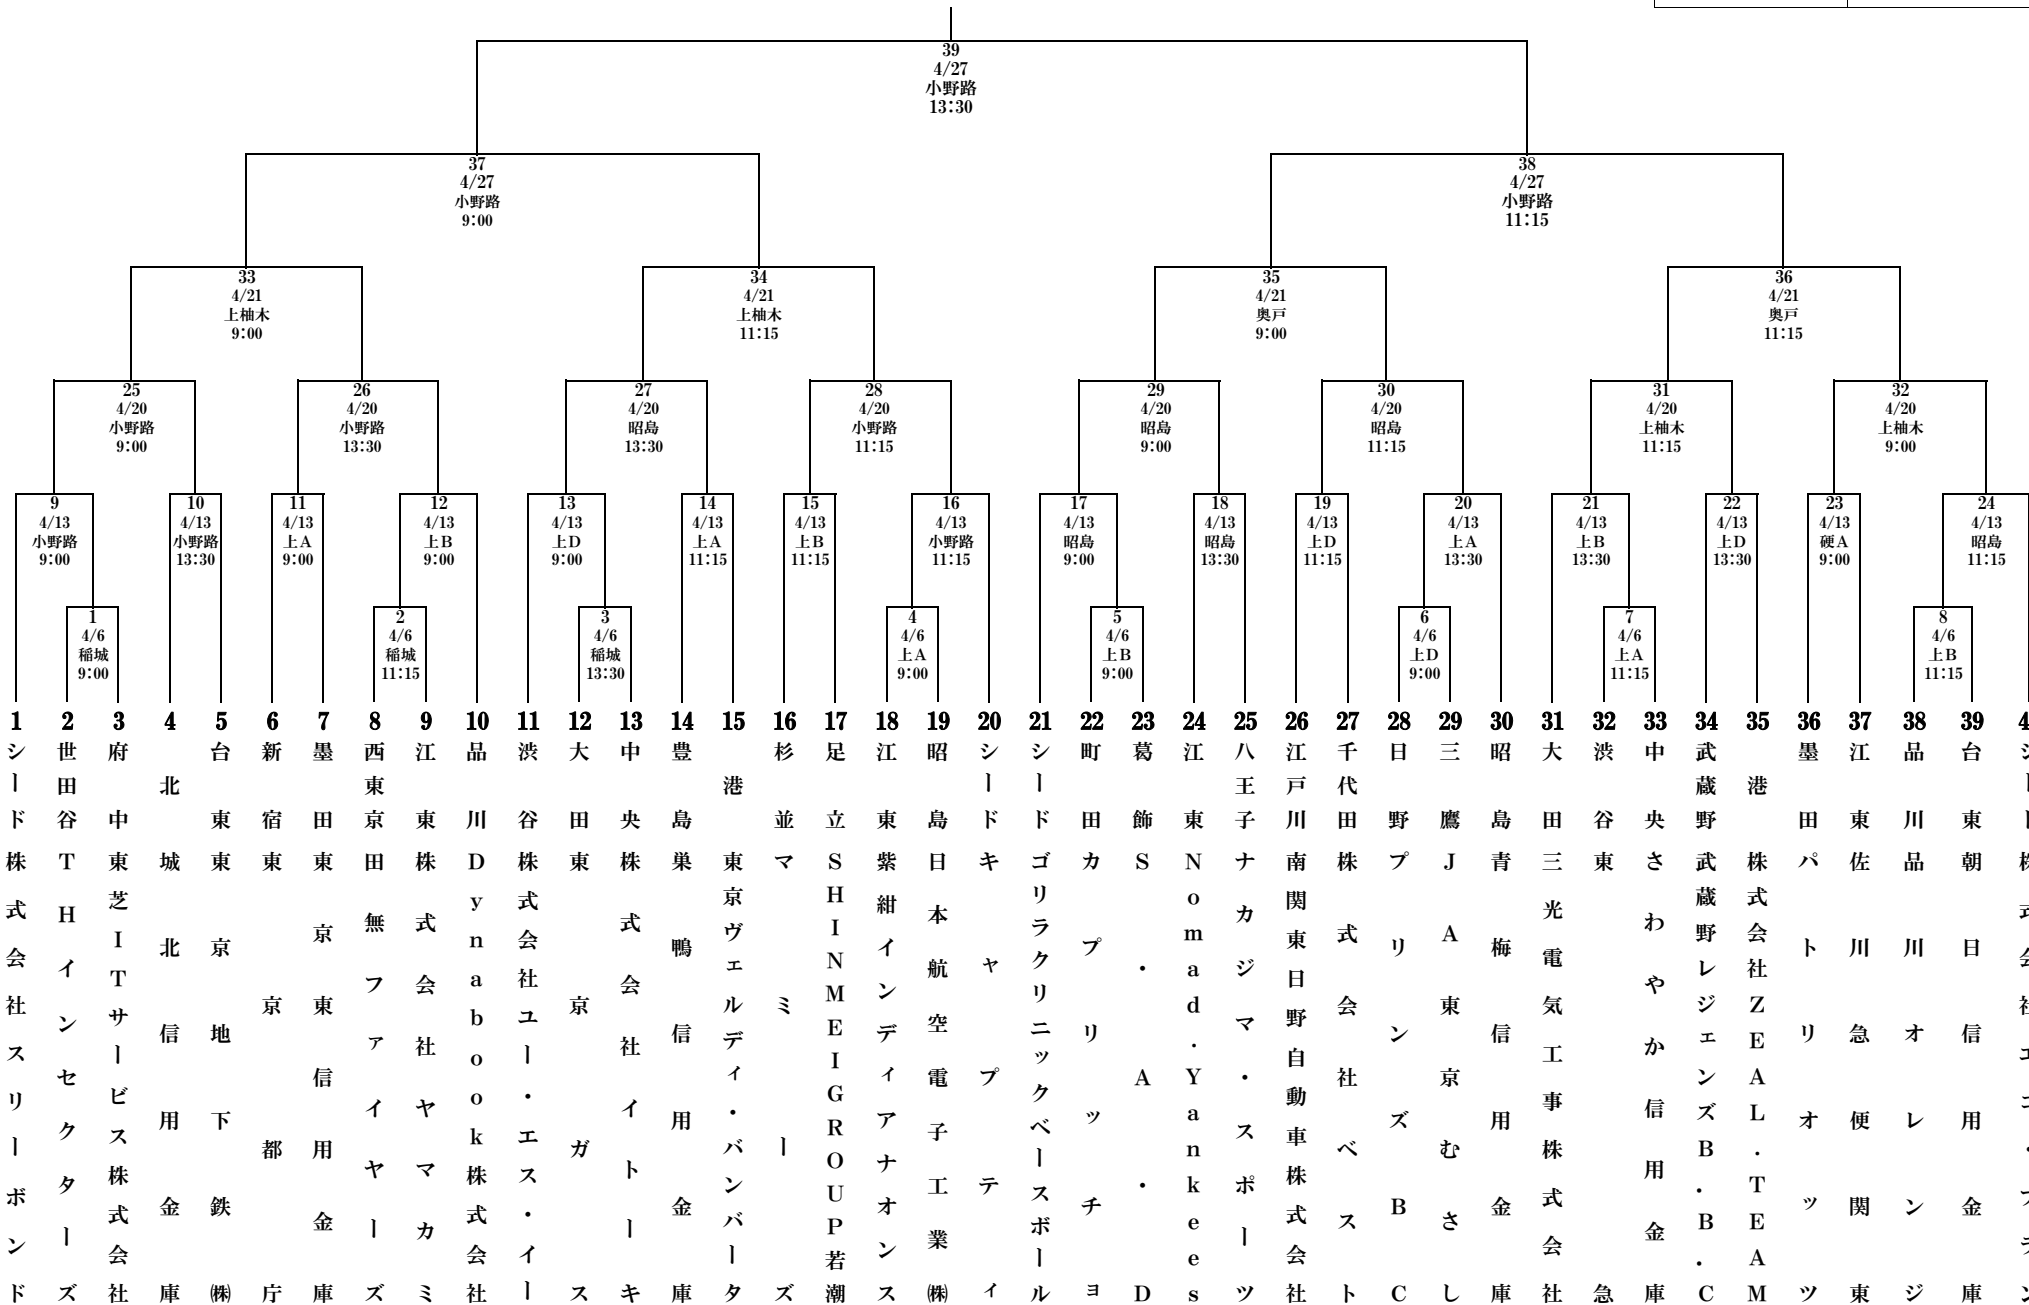 39
4/27
小野路
13:30
37
4/27
小野路
9:00
38
4/27
小野路
11:15
33
4/21
上柚木
9:00
34
4/21
上柚木
11:15
35
4/21
奥戸
9:00
36
4/21
奥戸
11:15
25
4/20
小野路
9:00
26
4/20
小野路
13:30
27
4/20
昭島
13:30
28
4/20
小野路
11:15
29
4/20
昭島
9:00
30
4/20
昭島
11:15
31
4/20
上柚木
11:15
32
4/20
上柚木
9:00
9
4/13
小野路
9:00
10
4/13
小野路
13:30
11
4/13
上A
9:00
12
4/13
上B
9:00
13
4/13
上D
9:00
14
4/13
上A
11:15
15
4/13
上B
11:15
16
4/13
小野路
11:15
17
4/13
昭島
9:00
18
4/13
昭島
13:30
19
4/13
上D
11:15
20
4/13
上A
13:30
21
4/13
上B
13:30
22
4/13
上D
13:30
23
4/13
硬A
9:00
24
4/13
昭島
11:15
1
4/6
稲城
9:00
2
4/6
稲城
11:15
3
4/6
稲城
13:30
4
4/6
上A
9:00
5
4/6
上B
9:00
6
4/6
上D
9:00
7
4/6
上A
11:15
8
4/6
上B
11:15
1
シード
株式会社スリーボンド
2
世田谷
THインセクターズ
3
府中
東芝ITサービス株式会社
4
北
城北信用金庫
5
台東
東京地下鉄㈱
6
新宿
東京都庁
7
墨田
東京東信用金庫
8
西東京
田無ファイヤーズ
9
江東
株式会社ヤマカミ
10
品川
Dynabook株式会社
11
渋谷
株式会社ユー・エス・イー
12
大田
東京ガス
13
中央
株式会社イトーキ
14
豊島
巣鴨信用金庫
15
港
東京ヴェルディ・バンバータ
16
杉並
マミーズ
17
足立
SHINMEIGROUP若潮
18
江東
紫紺インディアナオンス
19
昭島
日本航空電子工業㈱
20
シード
キャプティ
21
シード
ゴリラクリニックベースボール
22
町田
カプリッチョ
23
葛飾
S・A・D
24
江東
Nomad.Yankees
25
八王子
ナカジマ・スポーツ
26
江戸川
南関東日野自動車株式会社
27
千代田
株式会社ベスト
28
日野
プリンズBC
29
三鷹
JA東京むさし
30
昭島
青梅信用金庫
31
大田
三光電気工事株式会社
32
渋谷
東急
33
中央
さわやか信用金庫
34
武蔵野
武蔵野レジェンズB.B.C
35
港
株式会社ZEAL.TEAM
36
墨田
パトリオッツ
37
江東
佐川急便関東
38
品川
品川オレンジ
39
台東
朝日信用金庫